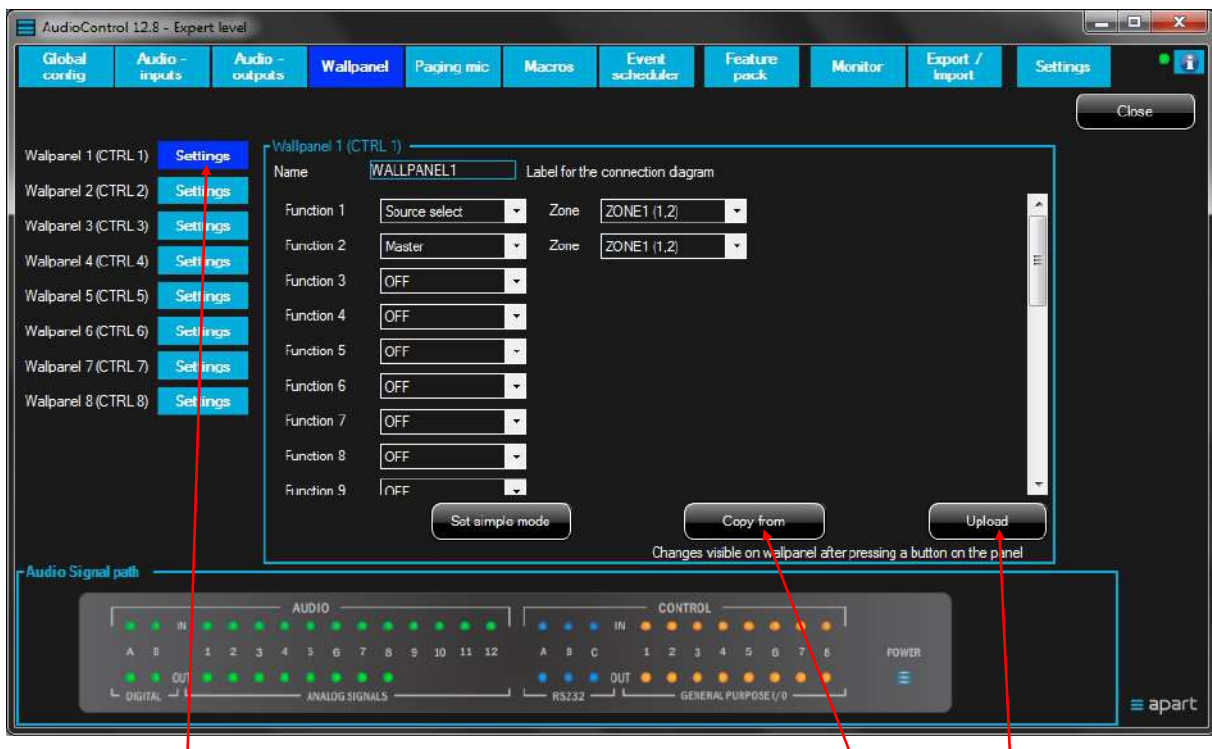 AudioControl 12.8 - Expert level
Global config
Audio - inputs
Audio - outputs
Wallpanel
Paging mic
Macros
Event scheduler
Feature pack
Monitor
Export / Import
Settings
Close
Walpanel 1 (CTRL 1) Settings
Walpanel 2 (CTRL 2) Settings
Walpanel 3 (CTRL 3) Settings
Walpanel 4 (CTRL 4) Settings
Walpanel 5 (CTRL 5) Settings
Walpanel 6 (CTRL 6) Settings
Walpanel 7 (CTRL 7) Settings
Walpanel 8 (CTRL 8) Settings
Wallpanel 1 (CTRL 1)
Name WALLPANEL1 Label for the connection diagram
Function 1 Source select Zone ZONE1 (1,2)
Function 2 Master Zone ZONE1 (1,2)
Function 3 OFF
Function 4 OFF
Function 5 OFF
Function 6 OFF
Function 7 OFF
Function 8 OFF
Function 9 OFF
Set simple mode Copy from Upload
Changes visible on wallpanel after pressing a button on the panel
Audio Signal path
AUDIO CONTROL
IN IN
A B 1 2 3 4 5 6 7 8 9 10 11 12 A B C 1 2 3 4 5 6 7 8 POWER
OUT OUT
DIGITAL ANALOG SIGNALS RS232 GENERAL PURPOSE I/O
apart